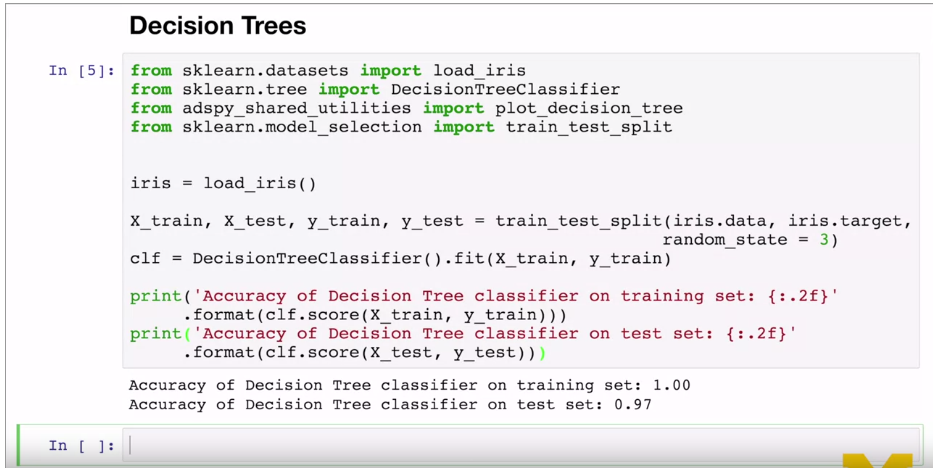 Decision Trees
In [5]: from sklearn.datasets import load_iris
from sklearn.tree import DecisionTreeClassifier
from adspy_shared_utilities import plot_decision_tree
from sklearn.model_selection import train_test_split
iris = load_iris()
X_train, X_test, y_train, y_test = train_test_split(iris.data, iris.target,
random_state = 3)
clf = DecisionTreeClassifier().fit(X_train, y_train)
print('Accuracy of Decision Tree classifier on training set: {:.2f}'
.format(clf.score(X_train, y_train)))
print('Accuracy of Decision Tree classifier on test set: {:.2f}'
.format(clf.score(X_test, y_test)))
Accuracy of Decision Tree classifier on training set: 1.00
Accuracy of Decision Tree classifier on test set: 0.97
In [ ]: